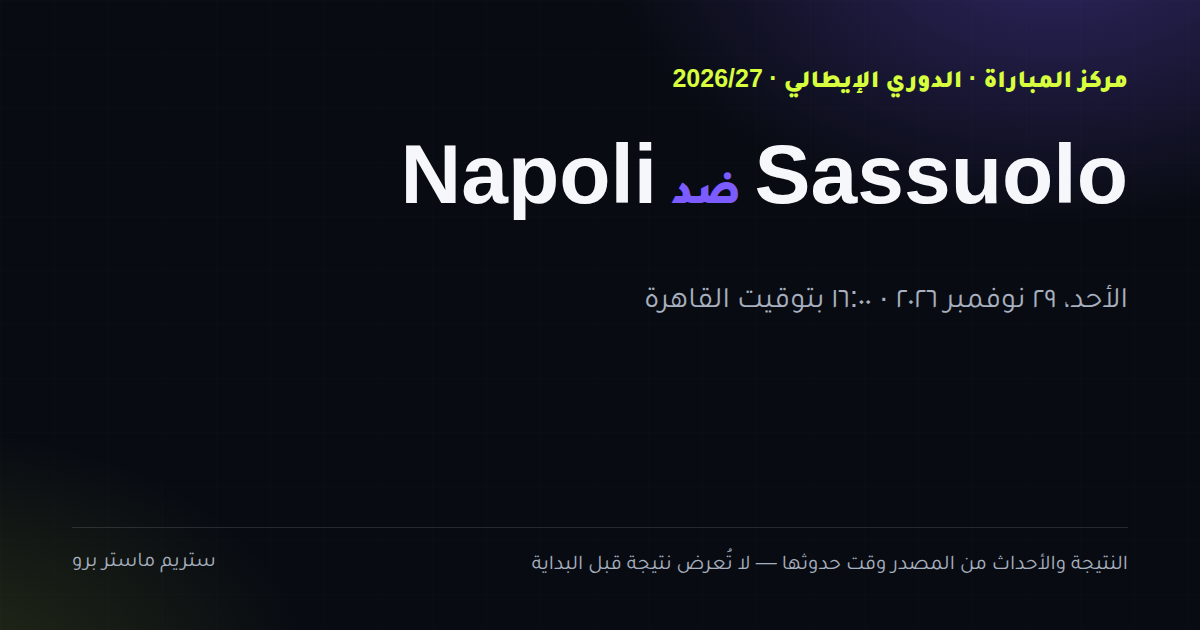 مركز المباراة · الدوري الإيطالي · 2026/27
Sassuolo ضد Napoli
الأحد، ٢٩ نوفمبر ٢٠٢٦ · ١٦:٠٠ بتوقيت القاهرة
النتيجة والأحداث من المصدر وقت حدوثها — لا تُعرض نتيجة قبل البداية
ستريم ماستر برو